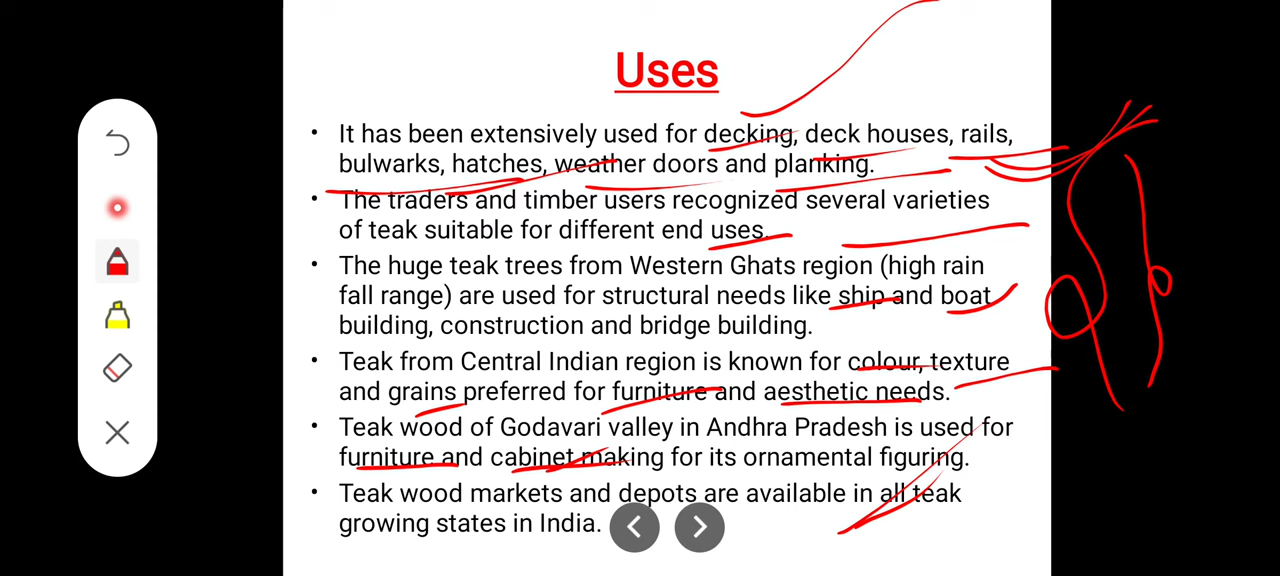 Uses
• It has been extensively used for decking, deck houses, rails,
bulwarks, hatches, weather doors and planking.
• The traders and timber users recognized several varieties
of teak suitable for different end uses.
• The huge teak trees from Western Ghats region (high rain
fall range) are used for structural needs like ship and boat
building, construction and bridge building.
• Teak from Central Indian region is known for colour, texture
and grains preferred for furniture and aesthetic needs.
• Teak wood of Godavari valley in Andhra Pradesh is used for
furniture and cabinet making for its ornamental figuring.
• Teak wood markets and depots are available in all teak
growing states in India.